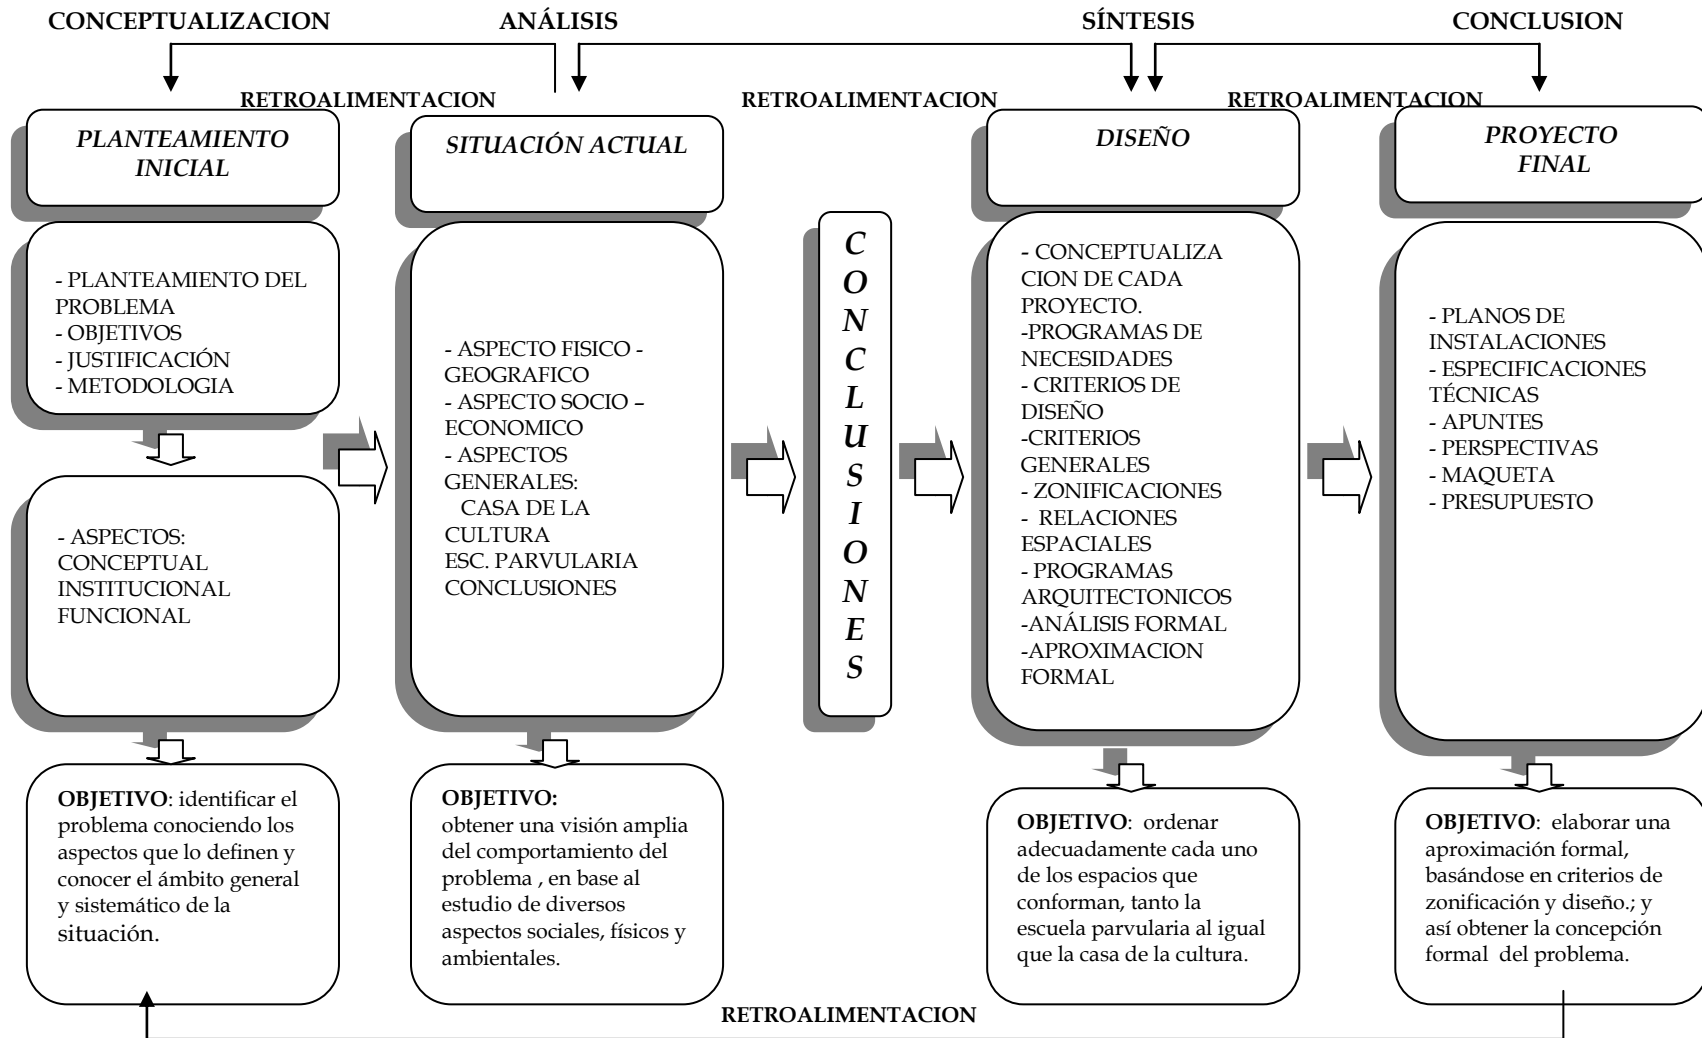 CONCEPTUALIZACION
ANÁLISIS
SÍNTESIS
CONCLUSION
RETROALIMENTACION
RETROALIMENTACION
RETROALIMENTACION
PLANTEAMIENTO
INICIAL
- PLANTEAMIENTO DEL
PROBLEMA
- OBJETIVOS
- JUSTIFICACIÓN
- METODOLOGIA
- ASPECTOS:
CONCEPTUAL
INSTITUCIONAL
FUNCIONAL
OBJETIVO: identificar el
problema conociendo los
aspectos que lo definen y
conocer el ámbito general
y sistemático de la
situación.
SITUACIÓN ACTUAL
- ASPECTO FISICO -
GEOGRAFICO
- ASPECTO SOCIO –
ECONOMICO
- ASPECTOS
GENERALES:
CASA DE LA
CULTURA
ESC. PARVULARIA
CONCLUSIONES
OBJETIVO:
obtener una visión amplia
del comportamiento del
problema , en base al
estudio de diversos
aspectos sociales, físicos y
ambientales.
C
O
N
C
L
U
S
I
O
N
E
S
DISEÑO
- CONCEPTUALIZA
CION DE CADA
PROYECTO.
-PROGRAMAS DE
NECESIDADES
- CRITERIOS DE
DISEÑO
-CRITERIOS
GENERALES
- ZONIFICACIONES
- RELACIONES
ESPACIALES
- PROGRAMAS
ARQUITECTONICOS
-ANÁLISIS FORMAL
-APROXIMACION
FORMAL
OBJETIVO: ordenar
adecuadamente cada uno
de los espacios que
conforman, tanto la
escuela parvularia al igual
que la casa de la cultura.
PROYECTO
FINAL
- PLANOS DE
INSTALACIONES
- ESPECIFICACIONES
TÉCNICAS
- APUNTES
- PERSPECTIVAS
- MAQUETA
- PRESUPUESTO
OBJETIVO: elaborar una
aproximación formal,
basándose en criterios de
zonificación y diseño.; y
así obtener la concepción
formal del problema.
RETROALIMENTACION